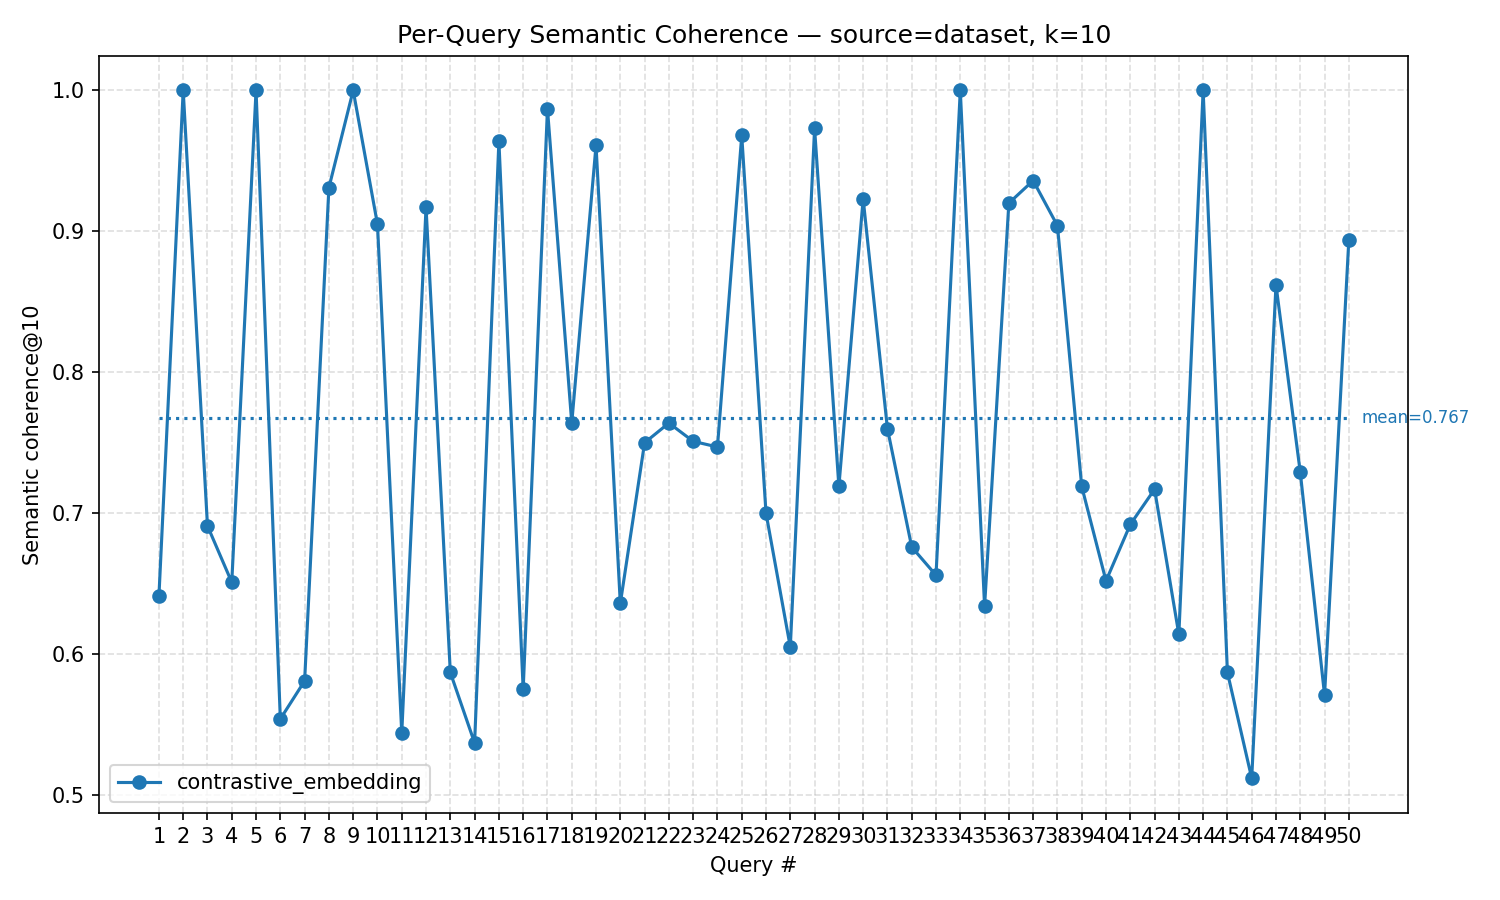 Per-Query Semantic Coherence — source=dataset, k=10
Semantic coherence@10
1.0
0.9
0.8
0.7
0.6
0.5
mean=0.767
contrastive_embedding
1 2 3 4 5 6 7 8 9 10 11 12 13 14 15 16 17 18 19 20 21 22 23 24 25 26 27 28 29 30 31 32 33 34 35 36 37 38 39 40 41 42 43 44 45 46 47 48 49 50
Query #